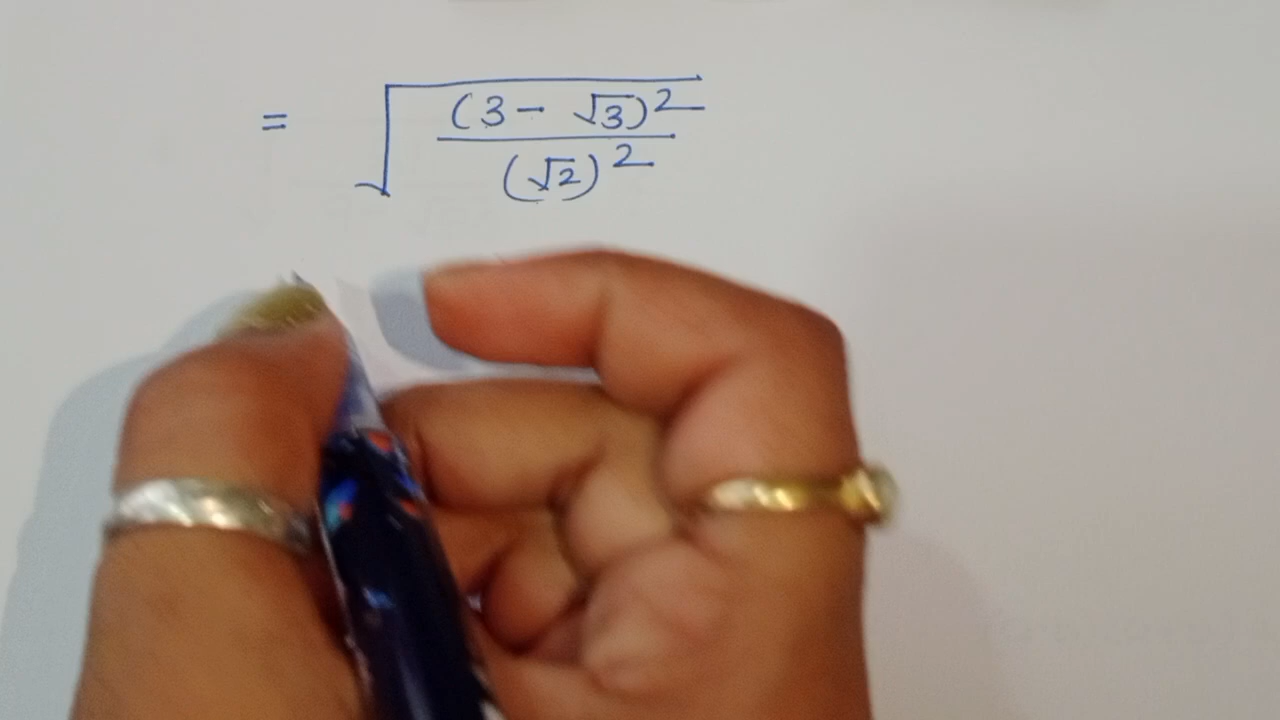 = √((3 - √3)² / (√2)²)